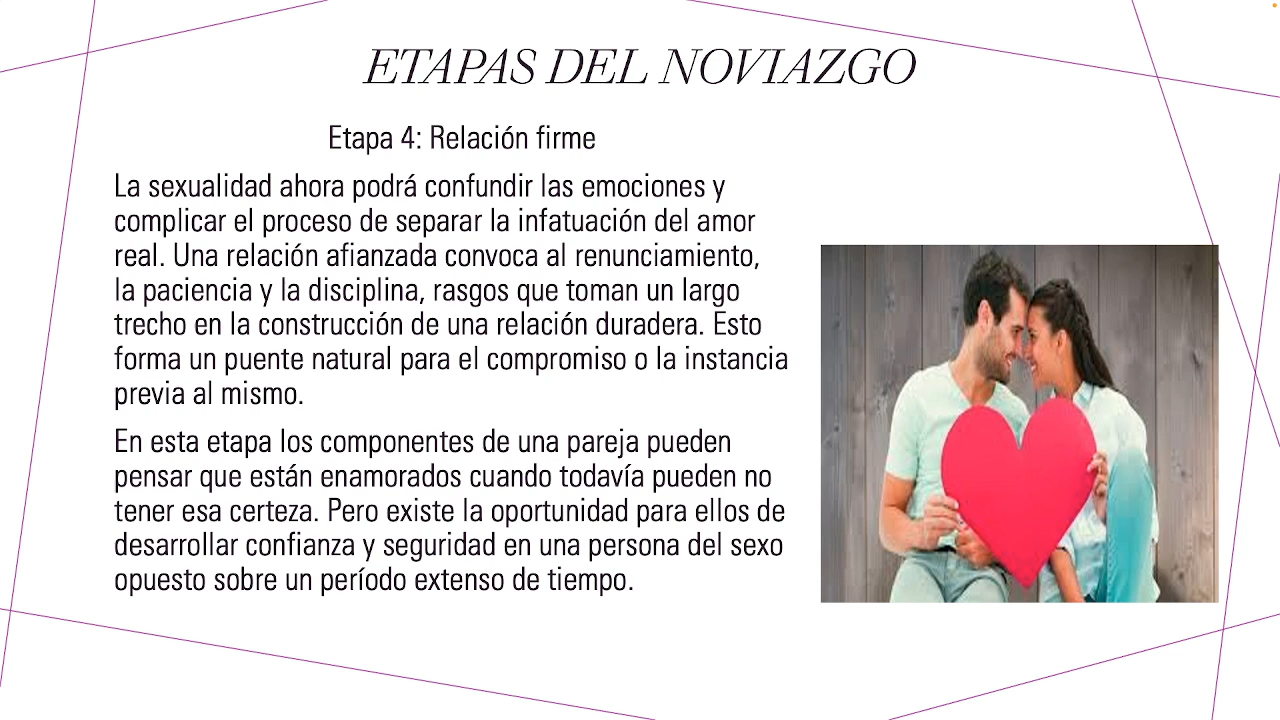 ETAPAS DEL NOVIAZGO
Etapa 4: Relación firme
La sexualidad ahora podrá confundir las emociones y
complicar el proceso de separar la infatuación del amor
real. Una relación afianzada convoca al renunciamiento,
la paciencia y la disciplina, rasgos que toman un largo
trecho en la construcción de una relación duradera. Esto
forma un puente natural para el compromiso o la instancia
previa al mismo.
En esta etapa los componentes de una pareja pueden
pensar que están enamorados cuando todavía pueden no
tener esa certeza. Pero existe la oportunidad para ellos de
desarrollar confianza y seguridad en una persona del sexo
opuesto sobre un período extenso de tiempo.